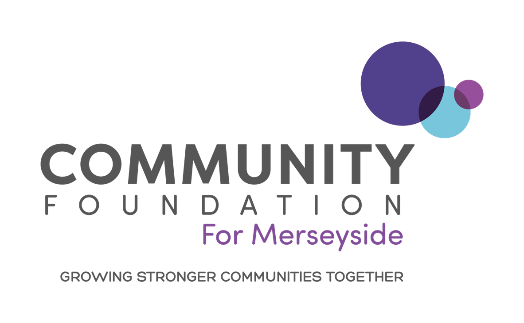 COMMUNITY
FOUNDATION
For Merseyside
GROWING STRONGER COMMUNITIES TOGETHER